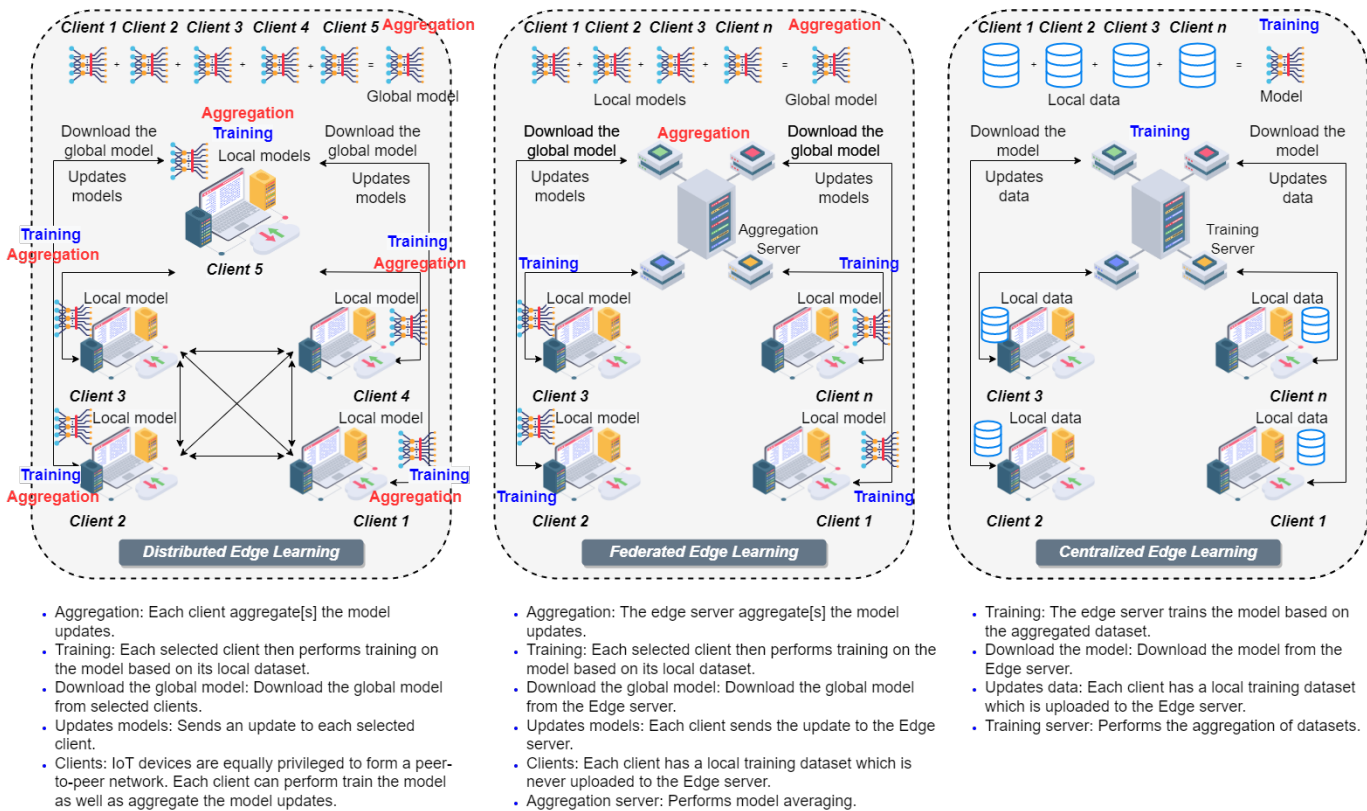 Client 1 Client 2 Client 3 Client 4 Client 5 Aggregation
+ + + + =
Global model
Aggregation
Training
Local models
Download the
global model
Updates
models
Download the
global model
Updates
models
Training
Aggregation
Training
Aggregation
Client 5
Local model
Local model
Client 3
Client 4
Local model
Local model
Training
Aggregation
Training
Aggregation
Client 2
Client 1
Distributed Edge Learning
• Aggregation: Each client aggregate[s] the model
updates.
• Training: Each selected client then performs training on
the model based on its local dataset.
• Download the global model: Download the global model
from selected clients.
• Updates models: Sends an update to each selected
client.
• Clients: IoT devices are equally privileged to form a peer-
to-peer network. Each client can perform train the model
as well as aggregate the model updates.
Client 1 Client 2 Client 3 Client n Aggregation
+ + + =
Local models
Global model
Download the
global model
Updates
models
Aggregation
Download the
global model
Updates
models
Aggregation
Server
Training
Training
Local model
Local model
Client 3
Client n
Local model
Local model
Training
Training
Client 2
Client 1
Federated Edge Learning
• Aggregation: The edge server aggregate[s] the model
updates.
• Training: Each selected client then performs training on the
model based on its local dataset.
• Download the global model: Download the global model
from the Edge server.
• Updates models: Each client sends the update to the Edge
server.
• Clients: Each client has a local training dataset which is
never uploaded to the Edge server.
• Aggregation server: Performs model averaging.
Client 1 Client 2 Client 3 Client n Training
+ + + =
Local data
Model
Download the
model
Updates
data
Training
Download the
model
Updates
data
Training
Server
Local data
Local data
Client 3
Client n
Local data
Local data
Client 2
Client 1
Centralized Edge Learning
• Training: The edge server trains the model based on
the aggregated dataset.
• Download the model: Download the model from the
Edge server.
• Updates data: Each client has a local training dataset
which is uploaded to the Edge server.
• Training server: Performs the aggregation of datasets.